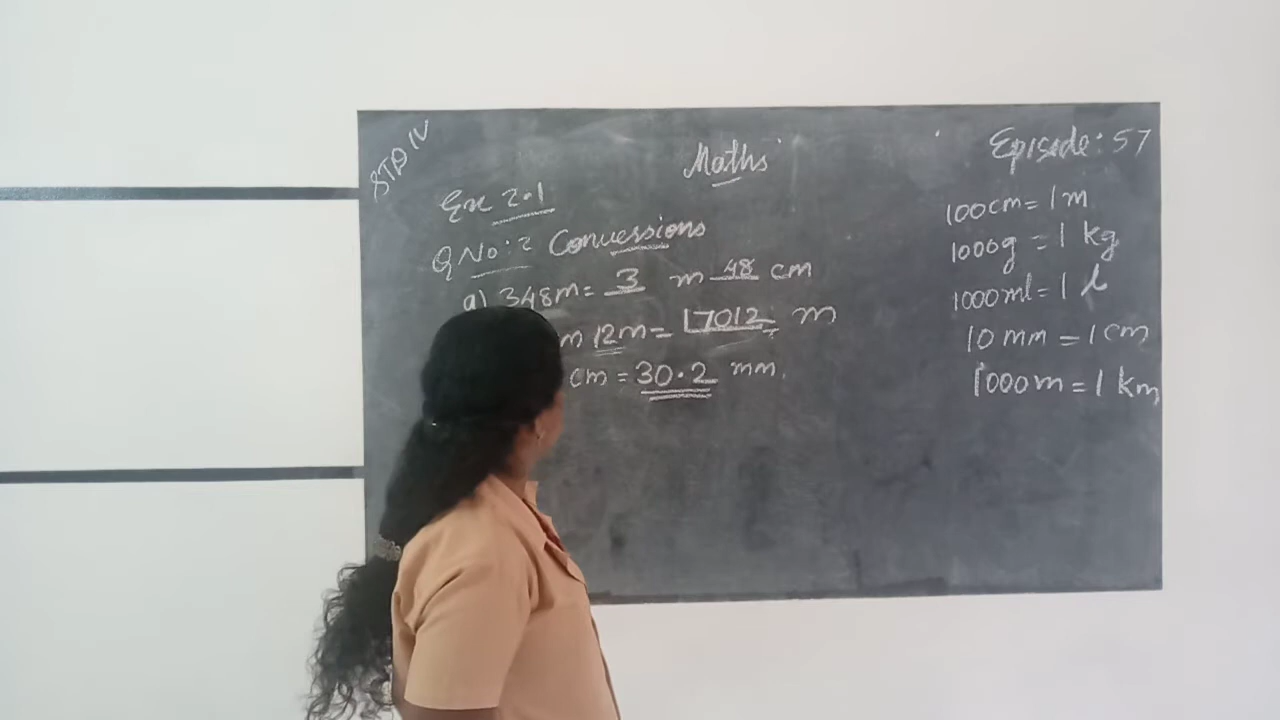 STD IV
Maths
Episode: 57
Ex 2.1
Q No: 2 Conversions
a) 348m = 3 m 48 cm
m 12m = 17012 m
cm = 30.2 mm.
100cm = 1 m
1000g = 1 kg
1000ml = 1 l
10 mm = 1 cm
1000m = 1 km